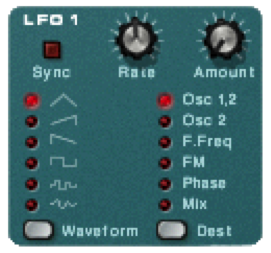 LFO 1
Sync Rate Amount
Osc 1,2
Osc 2
F.Freq
FM
Phase
Mix
Waveform Dest